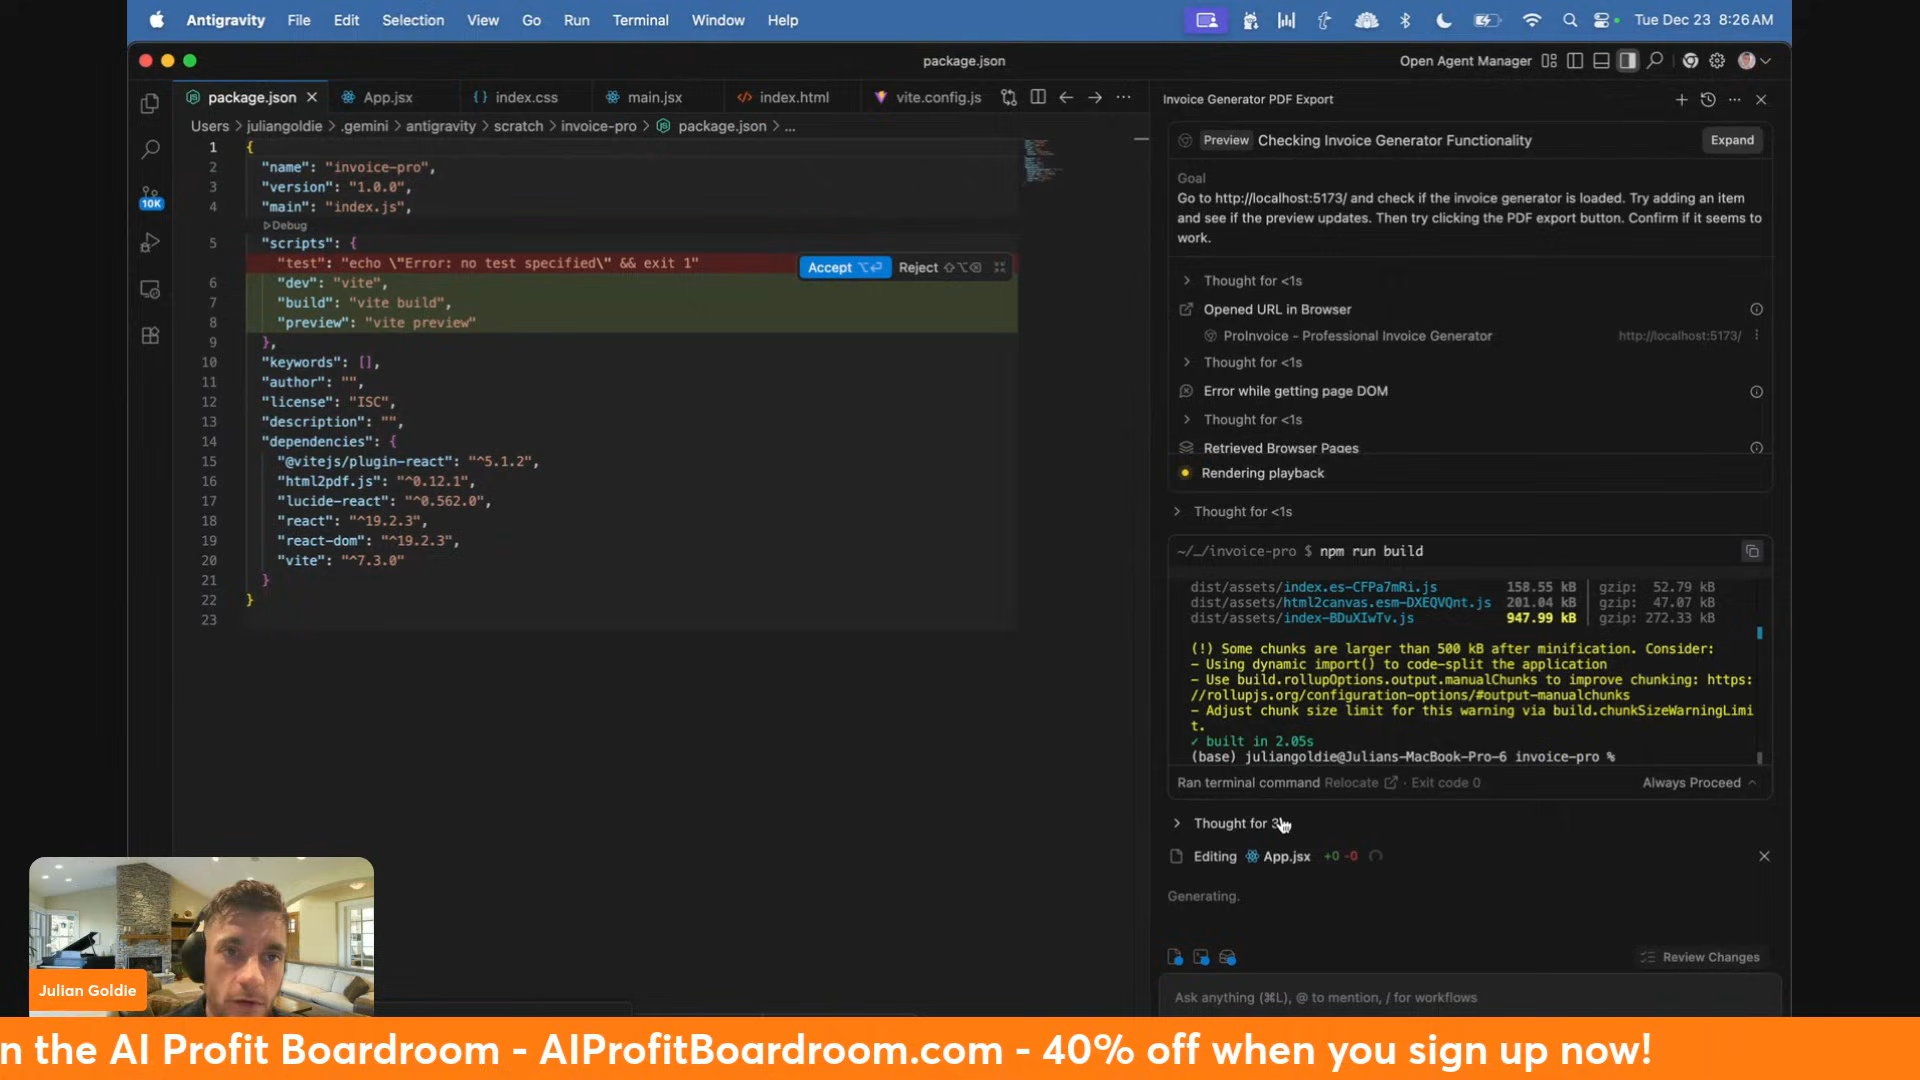 Antigravity File Edit Selection View Go Run Terminal Window Help Tue Dec 23 8:26 AM
package.json Open Agent Manager
package.json App.jsx index.css main.jsx index.html vite.config.js
Users > juliangoldie > .gemini > antigravity > scratch > invoice-pro > package.json > ...
10K
1 {
2 "name": "invoice-pro",
3 "version": "1.0.0",
4 "main": "index.js",
Debug
5 "scripts": {
"test": "echo \"Error: no test specified\" && exit 1"
Accept Reject
6 "dev": "vite",
7 "build": "vite build",
8 "preview": "vite preview"
9 },
10 "keywords": [],
11 "author": "",
12 "license": "ISC",
13 "description": "",
14 "dependencies": {
15 "@vitejs/plugin-react": "^5.1.2",
16 "html2pdf.js": "^0.12.1",
17 "lucide-react": "^0.562.0",
18 "react": "^19.2.3",
19 "react-dom": "^19.2.3",
20 "vite": "^7.3.0"
21 }
22 }
23
Invoice Generator PDF Export
Preview Checking Invoice Generator Functionality Expand
Goal
Go to http://localhost:5173/ and check if the invoice generator is loaded. Try adding an item
and see if the preview updates. Then try clicking the PDF export button. Confirm if it seems to
work.
Thought for <1s
Opened URL in Browser
ProInvoice - Professional Invoice Generator http://localhost:5173/
Thought for <1s
Error while getting page DOM
Thought for <1s
Retrieved Browser Pages
Rendering playback
Thought for <1s
~/…/invoice-pro $ npm run build
dist/assets/index.es-CFPa7mRi.js 158.55 kB │ gzip: 52.79 kB
dist/assets/html2canvas.esm-DXEQVQnt.js 201.04 kB │ gzip: 47.07 kB
dist/assets/index-BDuXIwTv.js 947.99 kB │ gzip: 272.33 kB
(!) Some chunks are larger than 500 kB after minification. Consider:
- Using dynamic import() to code-split the application
- Use build.rollupOptions.output.manualChunks to improve chunking: https:
//rollupjs.org/configuration-options/#output-manualchunks
- Adjust chunk size limit for this warning via build.chunkSizeWarningLimi
t.
✓ built in 2.05s
(base) juliangoldie@Julians-MacBook-Pro-6 invoice-pro %
Ran terminal command Relocate · Exit code 0 Always Proceed
Thought for
Editing App.jsx +0 -0
Generating.
Review Changes
Ask anything (⌘L), @ to mention, / for workflows
Julian Goldie
n the AI Profit Boardroom - AIProfitBoardroom.com - 40% off when you sign up now!